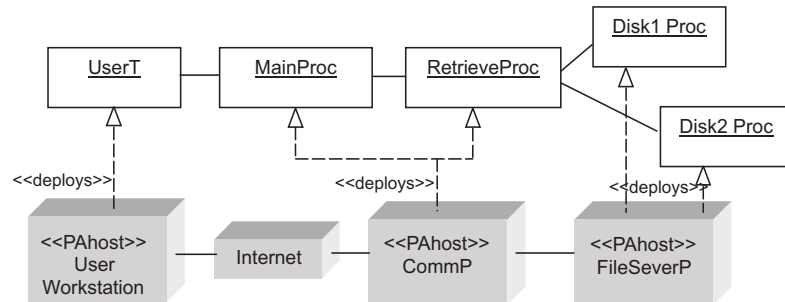 Disk1 Proc
UserT
MainProc
RetrieveProc
Disk2 Proc
<<deploys>>
<<deploys>>
<<deploys>>
<<PAhost>>
User
Workstation
Internet
<<PAhost>>
CommP
<<PAhost>>
FileSeverP